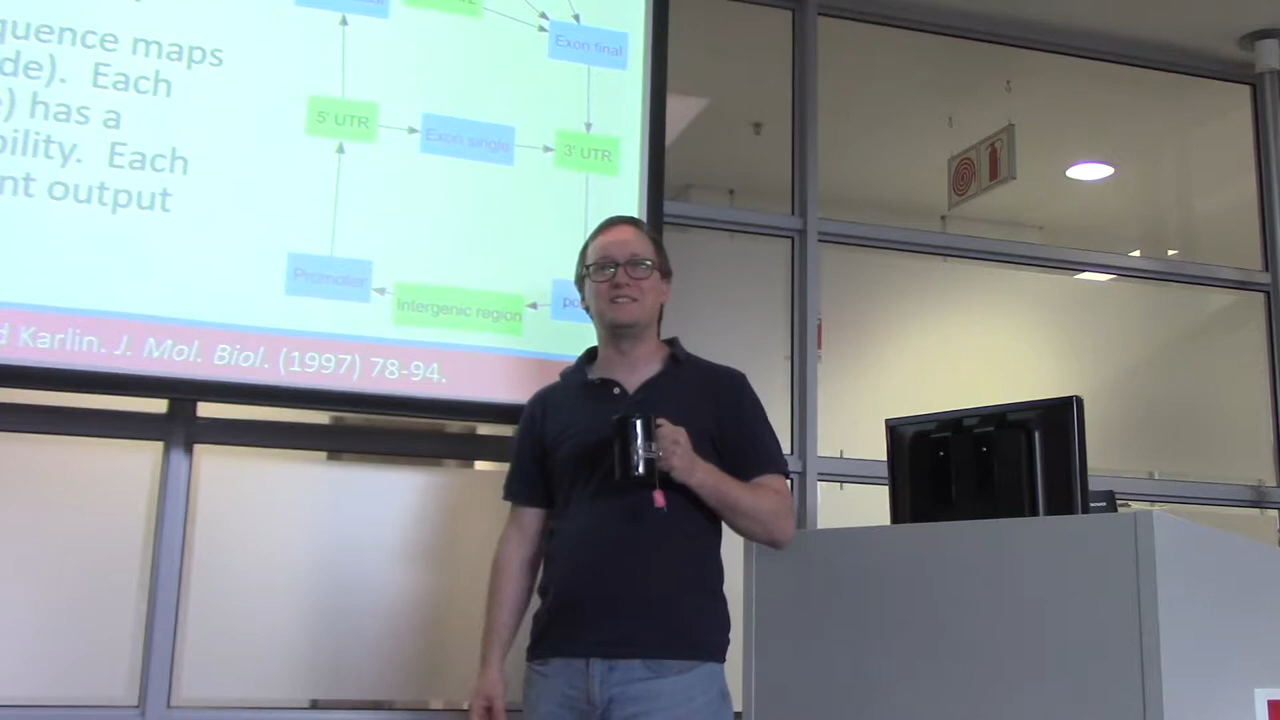 quence maps
de). Each
) has a
bility. Each
nt output
Exon final
5' UTR
Exon single
3' UTR
Promoter
Intergenic region
po
d Karlin. J. Mol. Biol. (1997) 78-94.